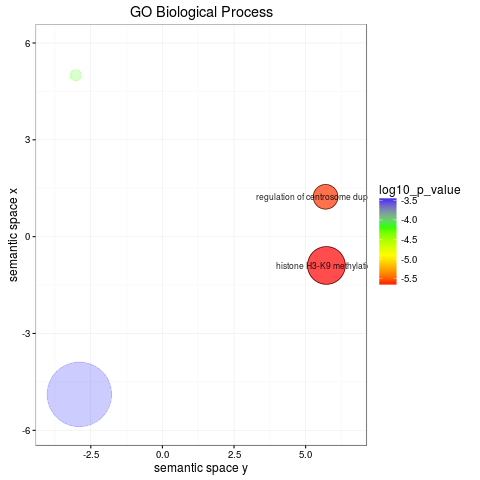 GO Biological Process
6
3
0
-3
-6
semantic space x
regulation of centrosome dup
histone H3-K9 methylati
-2.5 0.0 2.5 5.0
semantic space y
log10_p_value
-3.5
-4.0
-4.5
-5.0
-5.5